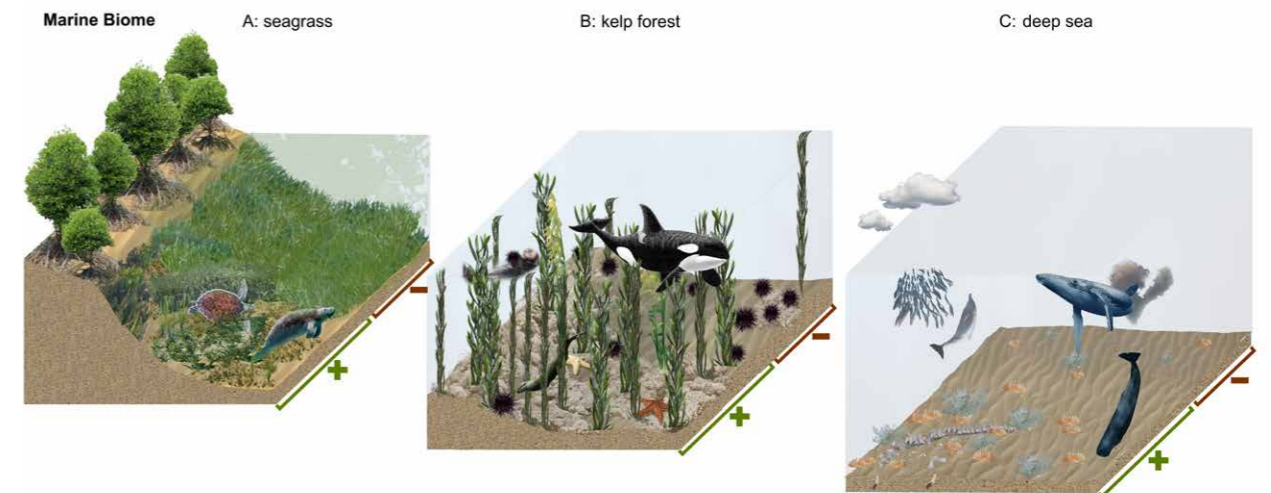 Marine Biome
A: seagrass
B: kelp forest
C: deep sea
−
+
−
+
−
+